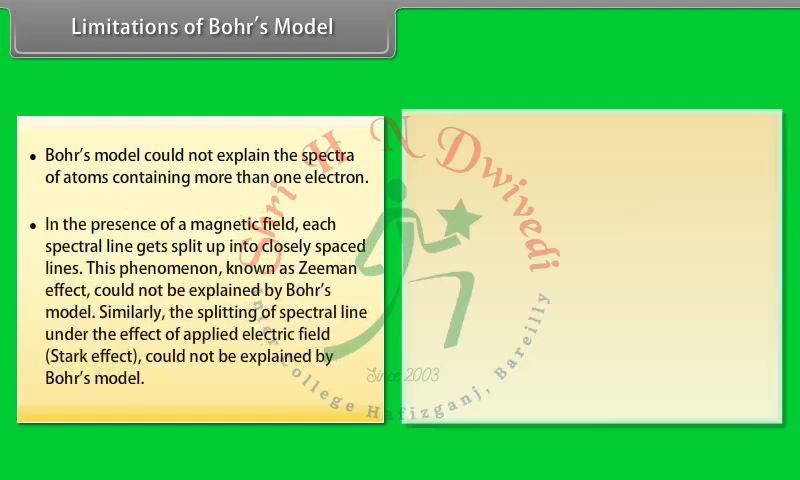 Limitations of Bohr's Model
• Bohr's model could not explain the spectra
of atoms containing more than one electron.
• In the presence of a magnetic field, each
spectral line gets split up into closely spaced
lines. This phenomenon, known as Zeeman
effect, could not be explained by Bohr's
model. Similarly, the splitting of spectral line
under the effect of applied electric field
(Stark effect), could not be explained by
Bohr's model.
Shri H N Dwivedi
Inter College Hafizganj, Bareilly
Since 2003